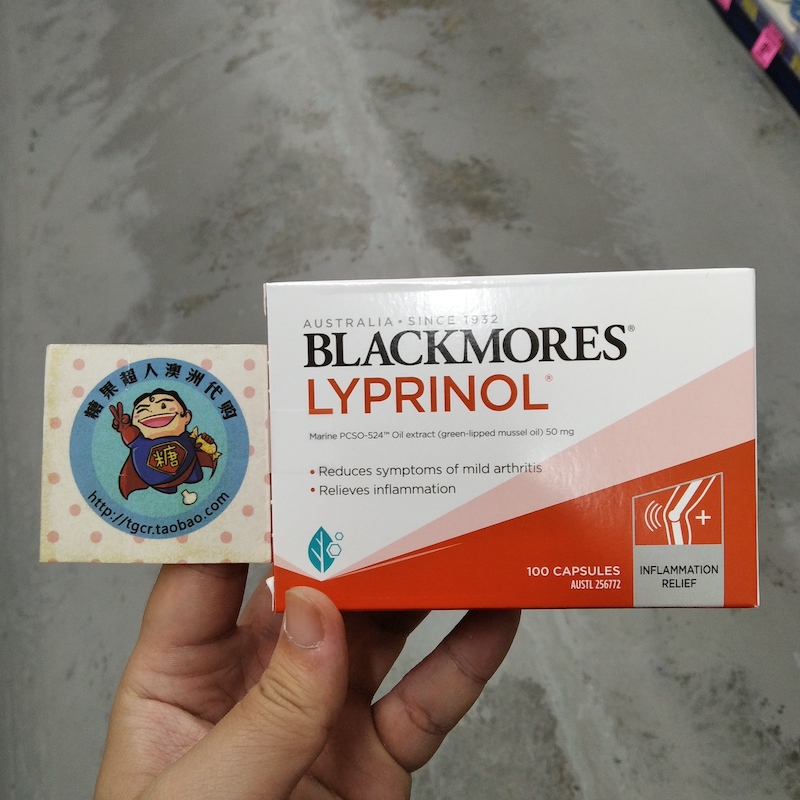 糖果超人澳洲代购
糖
http://tgcr.taobao.com
AUSTRALIA • SINCE 1932
BLACKMORES®
LYPRINOL®
Marine PCSO-524™ Oil extract (green-lipped mussel oil) 50 mg
• Reduces symptoms of mild arthritis
• Relieves inflammation
100 CAPSULES
AUSTL 256772
INFLAMMATION
RELIEF